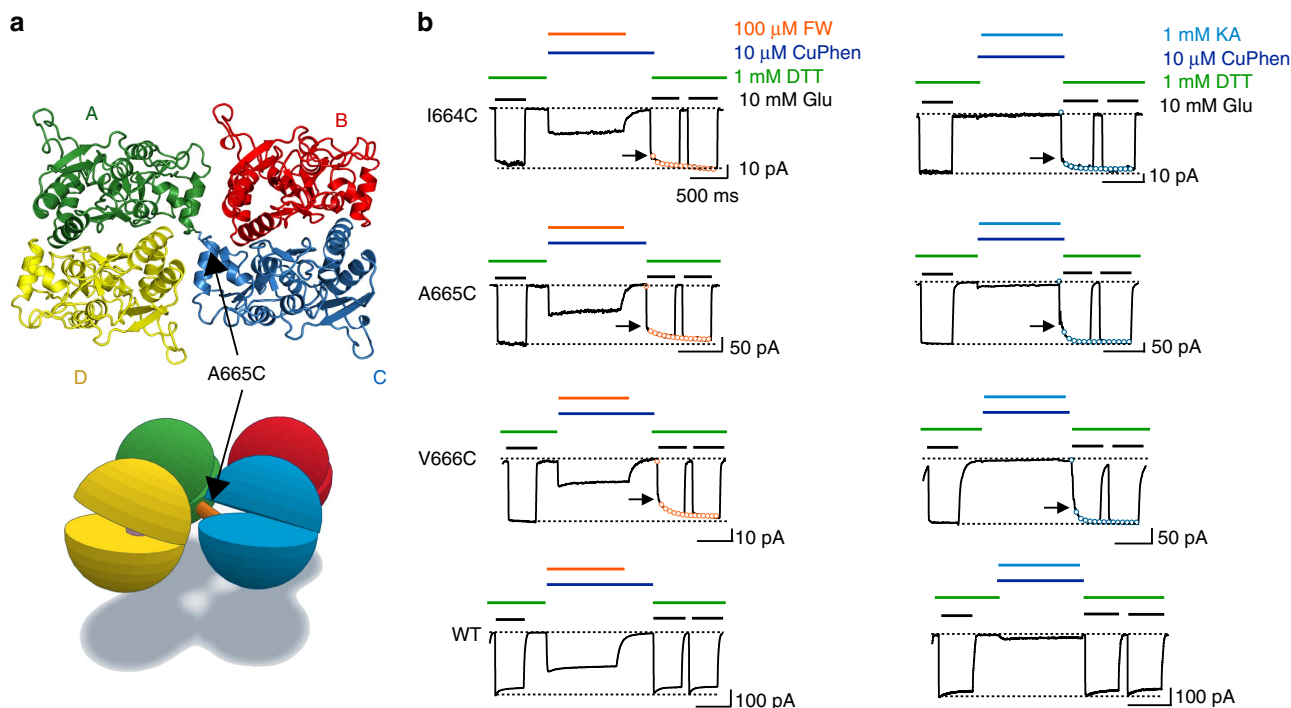 a
A
B
D
C
A665C
b
100 µM FW
10 µM CuPhen
1 mM DTT
10 mM Glu
1 mM KA
10 µM CuPhen
1 mM DTT
10 mM Glu
I664C
10 pA
500 ms
10 pA
A665C
50 pA
50 pA
V666C
10 pA
50 pA
WT
100 pA
100 pA